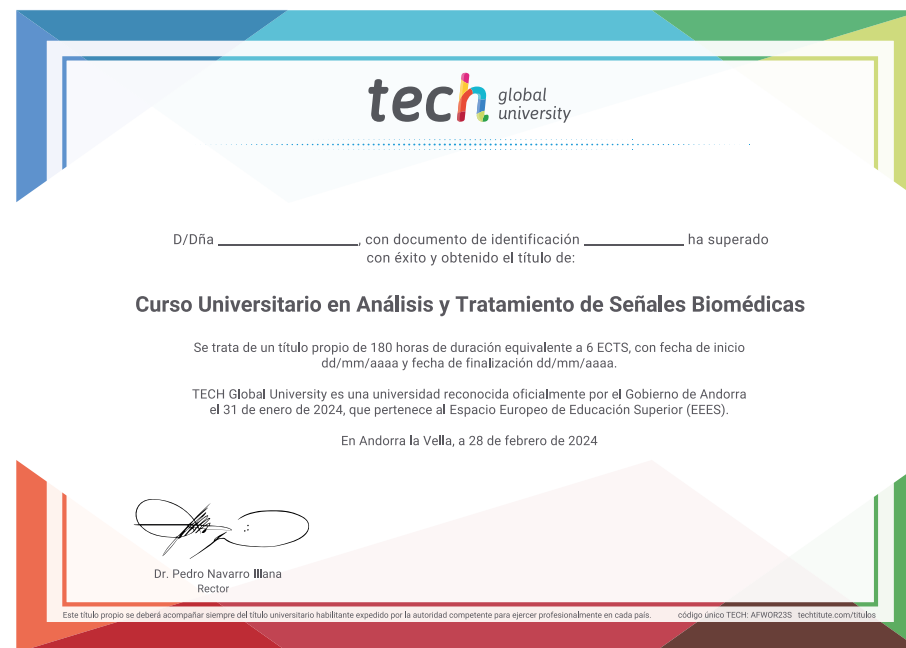 tech global university
D/Dña ______________, con documento de identificación __________ ha superado
con éxito y obtenido el título de:
Curso Universitario en Análisis y Tratamiento de Señales Biomédicas
Se trata de un título propio de 180 horas de duración equivalente a 6 ECTS, con fecha de inicio
dd/mm/aaaa y fecha de finalización dd/mm/aaaa.
TECH Global University es una universidad reconocida oficialmente por el Gobierno de Andorra
el 31 de enero de 2024, que pertenece al Espacio Europeo de Educación Superior (EEES).
En Andorra la Vella, a 28 de febrero de 2024
Dr. Pedro Navarro Illana
Rector
Este título propio se deberá acompañar siempre del título universitario habilitante expedido por la autoridad competente para ejercer profesionalmente en cada país. código único TECH: AFWOR23S techtitute.com/titulos